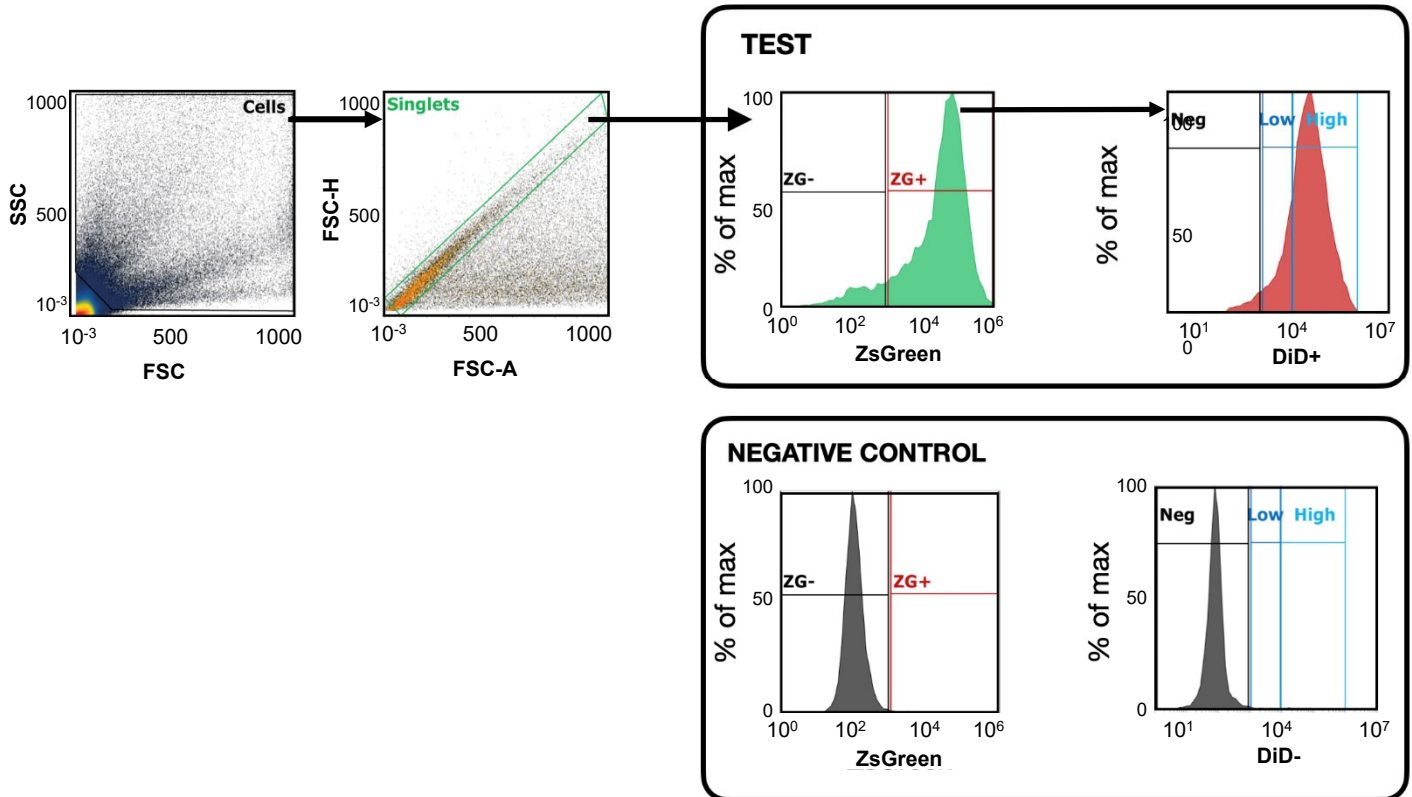 TEST
1000
Cells
SSC
500
10⁻³
10⁻³
500
1000
FSC
1000
Singlets
FSC-H
500
10⁻³
10⁻³
500
1000
FSC-A
100
% of max
ZG-
ZG+
50
0
10⁰
10²
10⁴
10⁶
ZsGreen
Neg
Low
High
% of max
50
10¹
10⁴
10⁷
0
DiD+
NEGATIVE CONTROL
100
% of max
ZG-
ZG+
50
0
10⁰
10²
10⁴
10⁶
ZsGreen
100
Neg
Low
High
% of max
50
0
10¹
10⁴
10⁷
DiD-